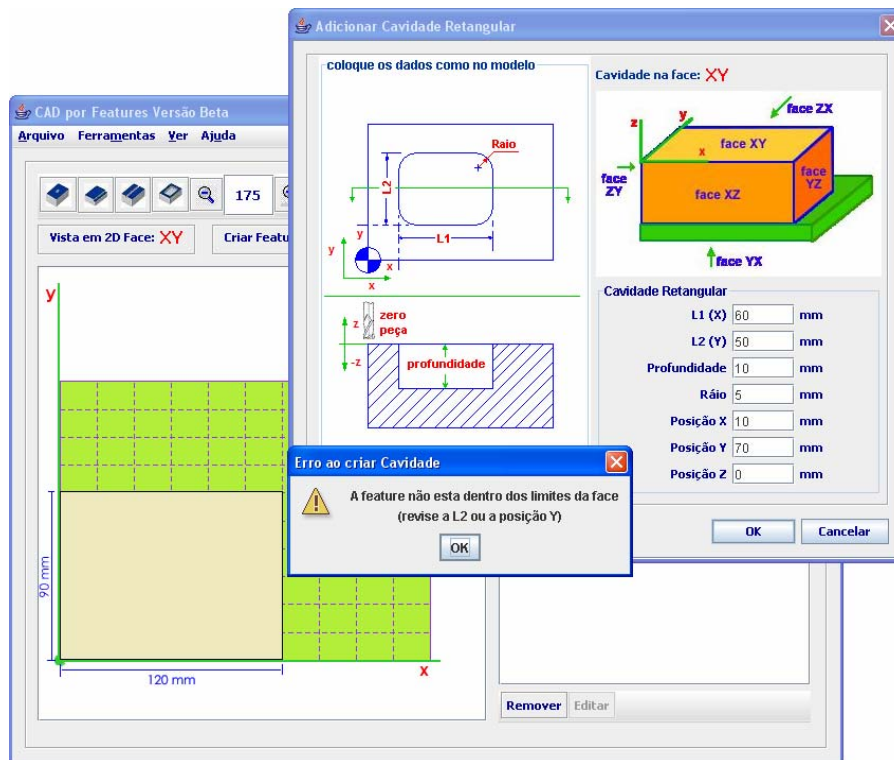 Adicionar Cavidade Retangular
coloque os dados como no modelo
Raio
L2
L1
y
x
y
x
z
-z
zero
peça
profundidade
Cavidade na face: XY
z
y
x
face ZX
face XY
face ZY
face XZ
face YZ
face YX
Cavidade Retangular
L1 (X) 60 mm
L2 (Y) 50 mm
Profundidade 10 mm
Ráio 5 mm
Posição X 10 mm
Posição Y 70 mm
Posição Z 0 mm
OK Cancelar
CAD por Features Versão Beta
Arquivo Ferramentas Ver Ajuda
175
Vista em 2D Face: XY
Criar Featu
y
90 mm
120 mm
x
Erro ao criar Cavidade
A feature não esta dentro dos limites da face
(revise a L2 ou a posição Y)
OK
Remover Editar